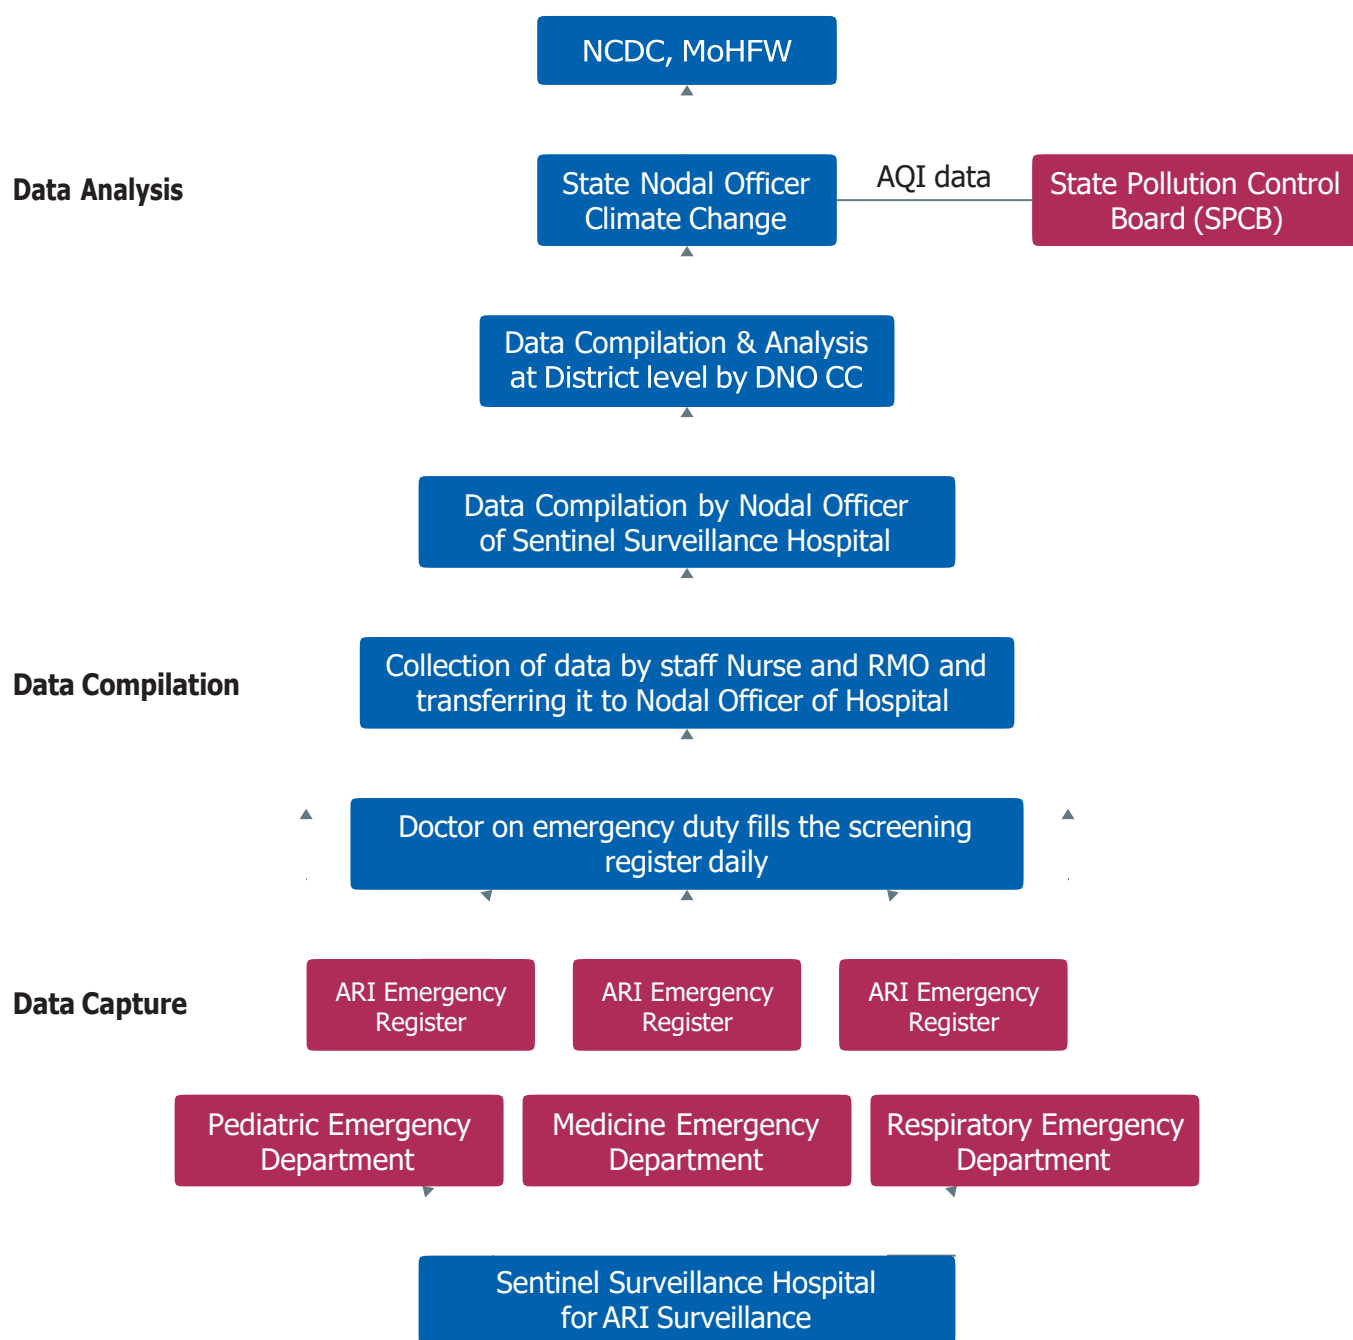 NCDC, MoHFW
Data Analysis
State Nodal Officer
Climate Change
AQI data
State Pollution Control
Board (SPCB)
Data Compilation & Analysis
at District level by DNO CC
Data Compilation by Nodal Officer
of Sentinel Surveillance Hospital
Data Compilation
Collection of data by staff Nurse and RMO and
transferring it to Nodal Officer of Hospital
Doctor on emergency duty fills the screening
register daily
Data Capture
ARI Emergency
Register
ARI Emergency
Register
ARI Emergency
Register
Pediatric Emergency
Department
Medicine Emergency
Department
Respiratory Emergency
Department
Sentinel Surveillance Hospital
for ARI Surveillance